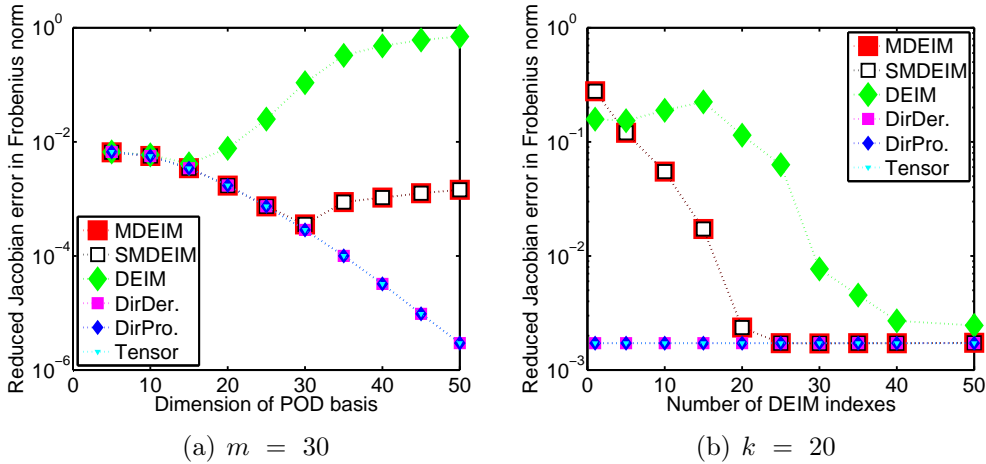 Reduced Jacobian error in Frobenius norm
10^0
10^-2
10^-4
10^-6
MDEIM
SMDEIM
DEIM
DirDer.
DirPro.
Tensor
0 10 20 30 40 50
Dimension of POD basis
(a) m = 30
Reduced Jacobian error in Frobenius norm
10^0
10^-1
10^-2
10^-3
MDEIM
SMDEIM
DEIM
DirDer.
DirPro.
Tensor
0 10 20 30 40 50
Number of DEIM indexes
(b) k = 20